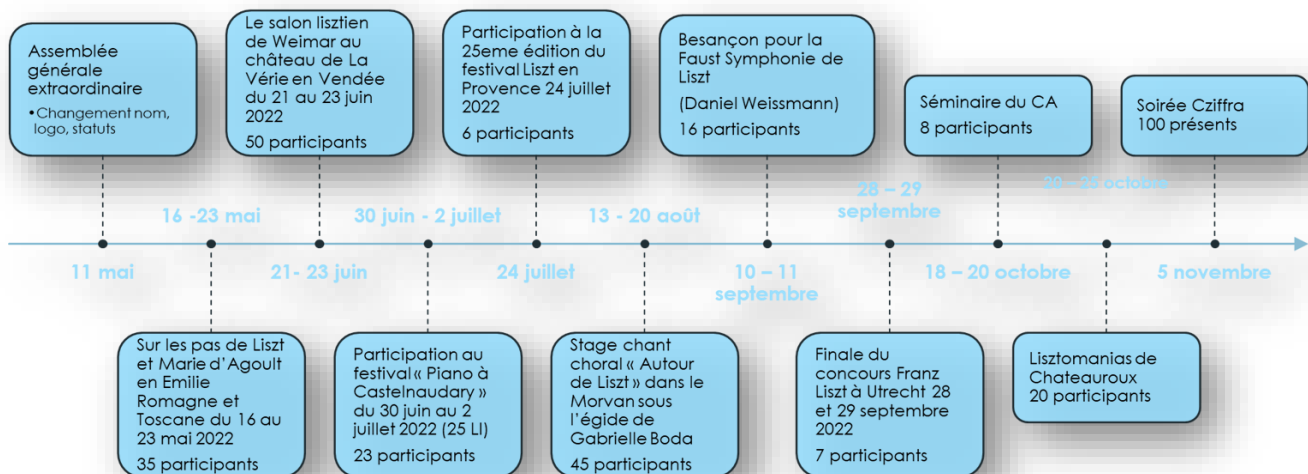 Assemblée
générale
extraordinaire
•Changement nom,
logo, statuts
Le salon lisztien
de Weimar au
château de La
Vérie en Vendée
du 21 au 23 juin
2022
50 participants
Participation à la
25eme édition du
festival Liszt en
Provence 24 juillet
2022
6 participants
Besançon pour la
Faust Symphonie de
Liszt
(Daniel Weissmann)
16 participants
Séminaire du CA
8 participants
Soirée Cziffra
100 présents
16 -23 mai
30 juin - 2 juillet
13 - 20 août
28 – 29
septembre
20 – 25 octobre
11 mai
21- 23 juin
24 juillet
10 – 11
septembre
18 – 20 octobre
5 novembre
Sur les pas de Liszt
et Marie d'Agoult
en Emilie
Romagne et
Toscane du 16 au
23 mai 2022
35 participants
Participation au
festival « Piano à
Castelnaudary »
du 30 juin au 2
juillet 2022 (25 LI)
23 participants
Stage chant
choral « Autour
de Liszt » dans le
Morvan sous
l'égide de
Gabrielle Boda
45 participants
Finale du
concours Franz
Liszt à Utrecht 28
et 29 septembre
2022
7 participants
Lisztomanias de
Chateauroux
20 participants